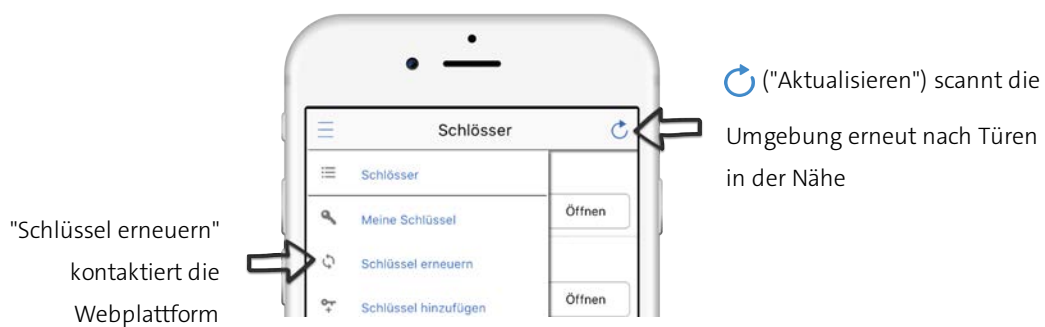 ("Aktualisieren") scannt die
Umgebung erneut nach Türen
in der Nähe
Schlösser
Schlösser
Meine Schlüssel
Öffnen
Schlüssel erneuern
Schlüssel hinzufügen
Öffnen
"Schlüssel erneuern"
kontaktiert die
Webplattform